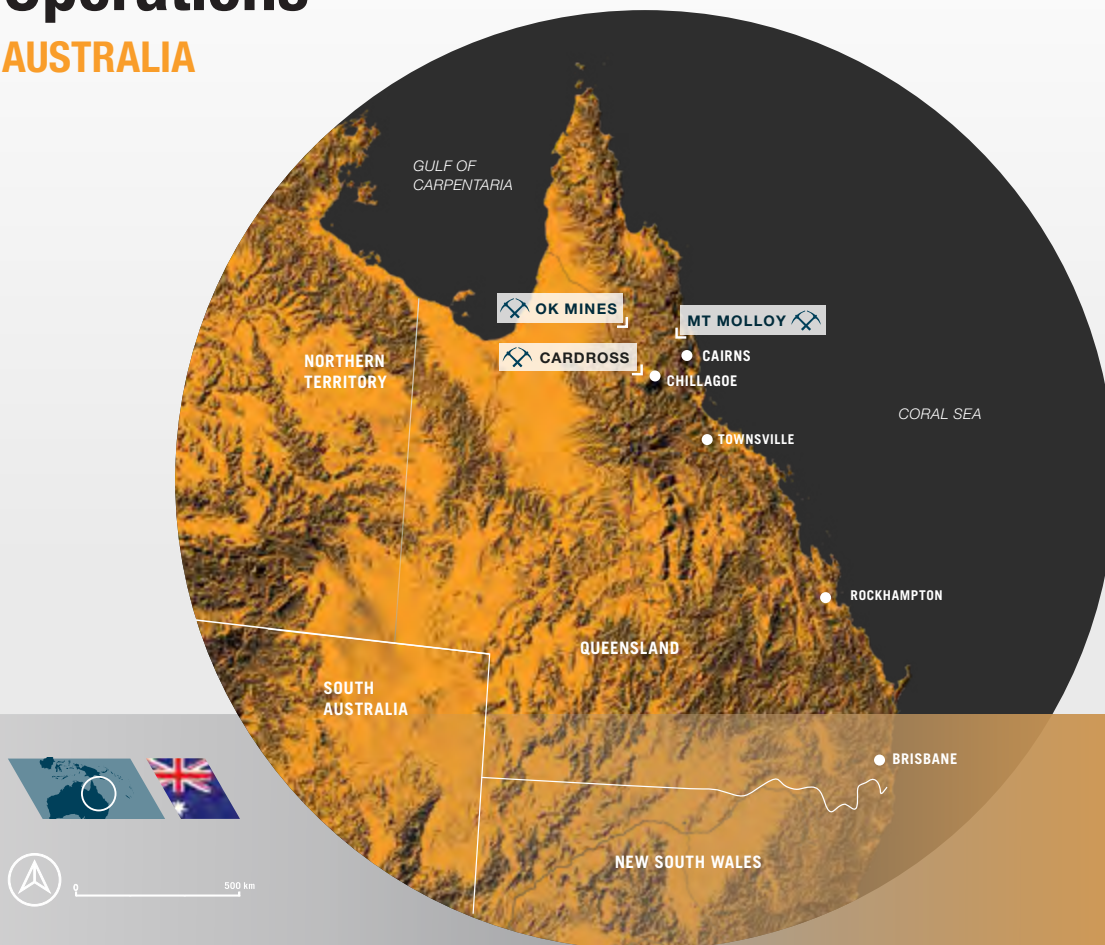 Operations
AUSTRALIA
GULF OF
CARPENTARIA
OK MINES
MT MOLLOY
CARDROSS
CAIRNS
CHILLAGOE
NORTHERN
TERRITORY
CORAL SEA
TOWNSVILLE
ROCKHAMPTON
QUEENSLAND
SOUTH
AUSTRALIA
BRISBANE
NEW SOUTH WALES
0
500 km